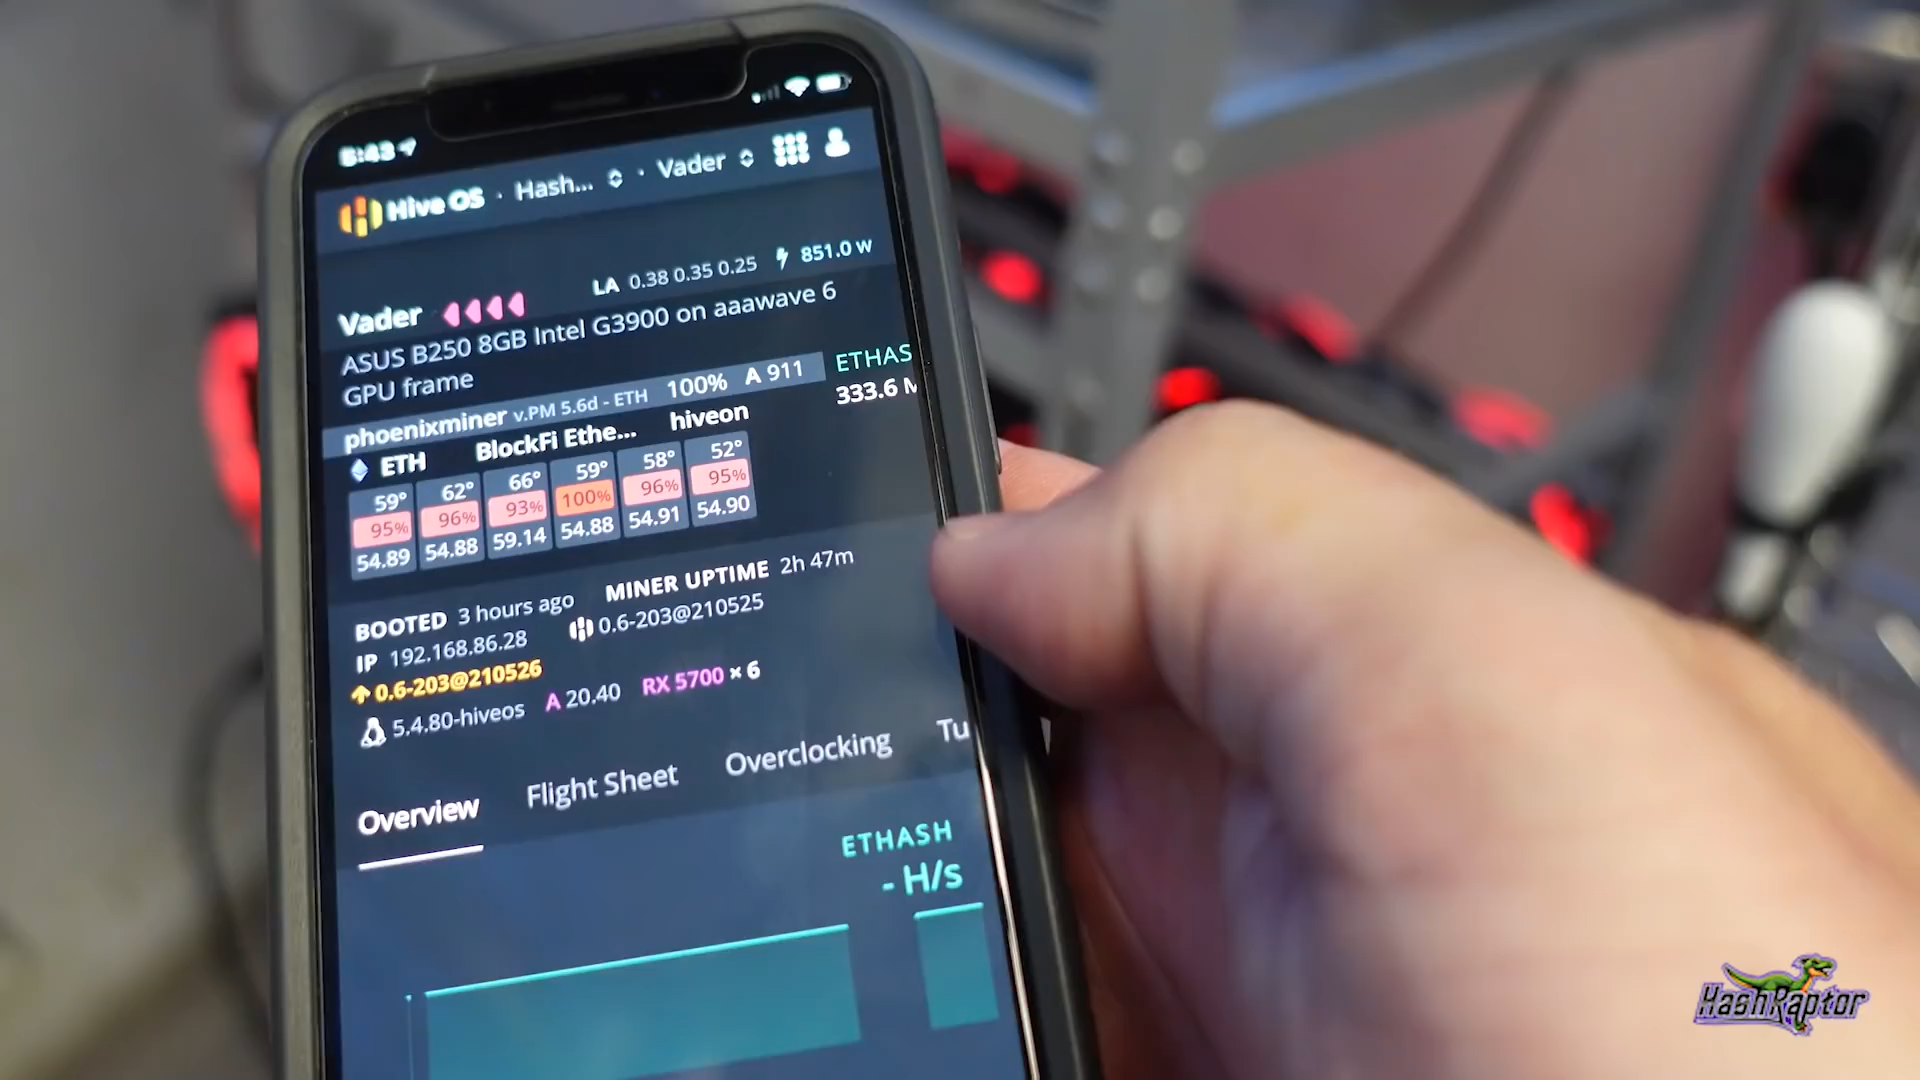 5:43
Hive OS · Hash... · Vader
LA 0.38 0.35 0.25 851.0 W
Vader
ASUS B250 8GB Intel G3900 on aaawave 6
GPU frame
phoenixminer v.PM 5.6d - ETH 100% A 911
ETHAS
333.6 M
ETH BlockFi Ethe... hiveon
59° 62° 66° 59° 58° 52°
95% 96% 93% 100% 96% 95%
54.89 54.88 59.14 54.88 54.91 54.90
BOOTED 3 hours ago MINER UPTIME 2h 47m
IP 192.168.86.28 0.6-203@210525
0.6-203@210526
5.4.80-hiveos A 20.40 RX 5700 × 6
Overview Flight Sheet Overclocking Tu
ETHASH
- H/s
HashRaptor